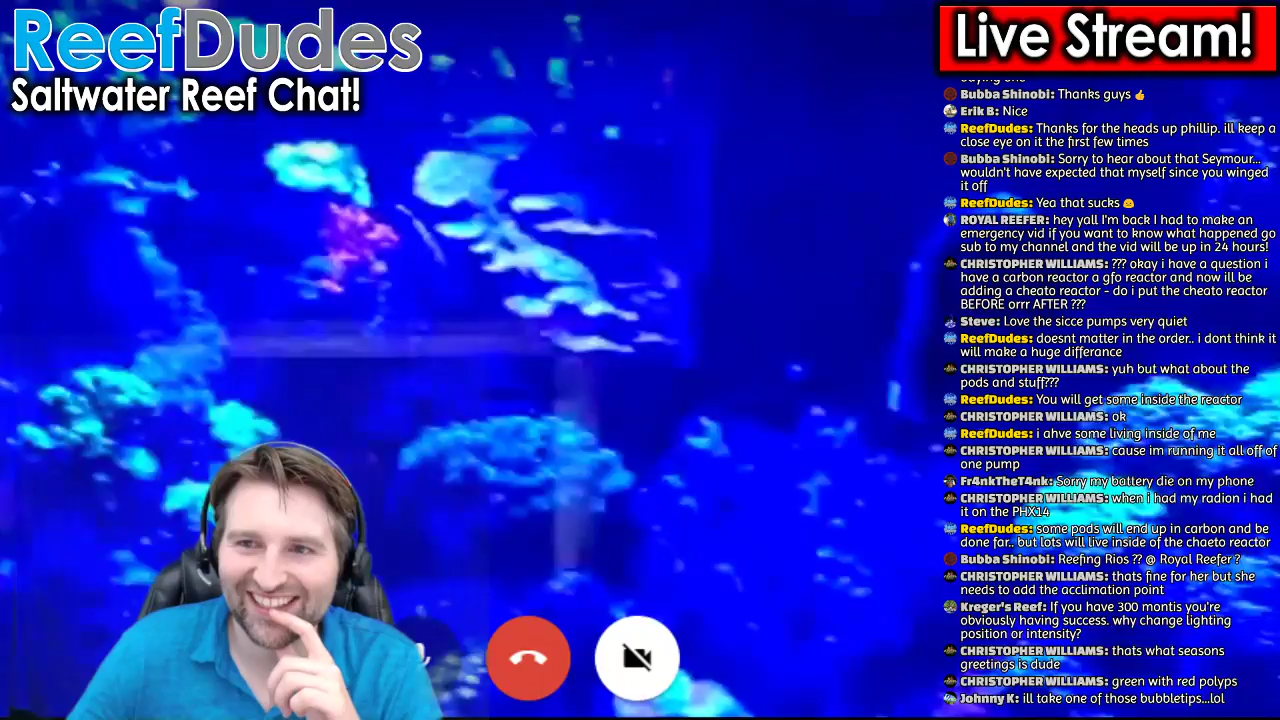 ReefDudes
Saltwater Reef Chat!
Live Stream!
saying one
Bubba Shinobi: Thanks guys 👍
Erik B: Nice
ReefDudes: Thanks for the heads up phillip. ill keep a
close eye on it the first few times
Bubba Shinobi: Sorry to hear about that Seymour...
wouldn't have expected that myself since you winged
it off
ReefDudes: Yea that sucks 😕
ROYAL REEFER: hey yall I'm back I had to make an
emergency vid if you want to know what happened go
sub to my channel and the vid will be up in 24 hours!
CHRISTOPHER WILLIAMS: ??? okay i have a question i
have a carbon reactor a gfo reactor and now ill be
adding a cheato reactor - do i put the cheato reactor
BEFORE orrr AFTER ???
Steve: Love the sicce pumps very quiet
ReefDudes: doesnt matter in the order.. i dont think it
will make a huge differance
CHRISTOPHER WILLIAMS: yuh but what about the
pods and stuff???
ReefDudes: You will get some inside the reactor
CHRISTOPHER WILLIAMS: ok
ReefDudes: i ahve some living inside of me
CHRISTOPHER WILLIAMS: cause im running it all off of
one pump
Fr4nkTheT4nk: Sorry my battery die on my phone
CHRISTOPHER WILLIAMS: when i had my radion i had
it on the PHX14
ReefDudes: some pods will end up in carbon and be
done for.. but lots will live inside of the chaeto reactor
Bubba Shinobi: Reefing Rios ?? @ Royal Reefer ?
CHRISTOPHER WILLIAMS: thats fine for her but she
needs to add the acclimation point
Kreger's Reef: If you have 300 montis you're
obviously having success. why change lighting
position or intensity?
CHRISTOPHER WILLIAMS: thats what seasons
greetings is dude
CHRISTOPHER WILLIAMS: green with red polyps
Johnny K: ill take one of those bubbletips...lol